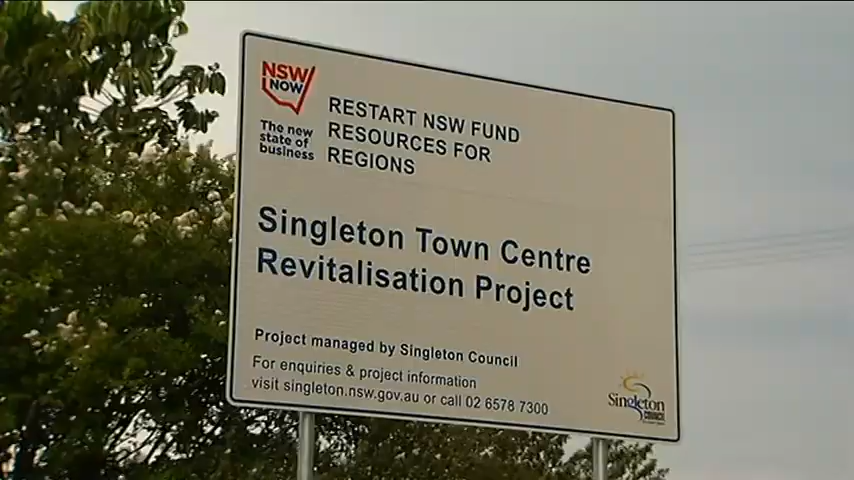 NSW
NOW
The new
state of
business
RESTART NSW FUND
RESOURCES FOR
REGIONS
Singleton Town Centre
Revitalisation Project
Project managed by Singleton Council
For enquiries & project information
visit singleton.nsw.gov.au or call 02 6578 7300
Singleton
COUNCIL